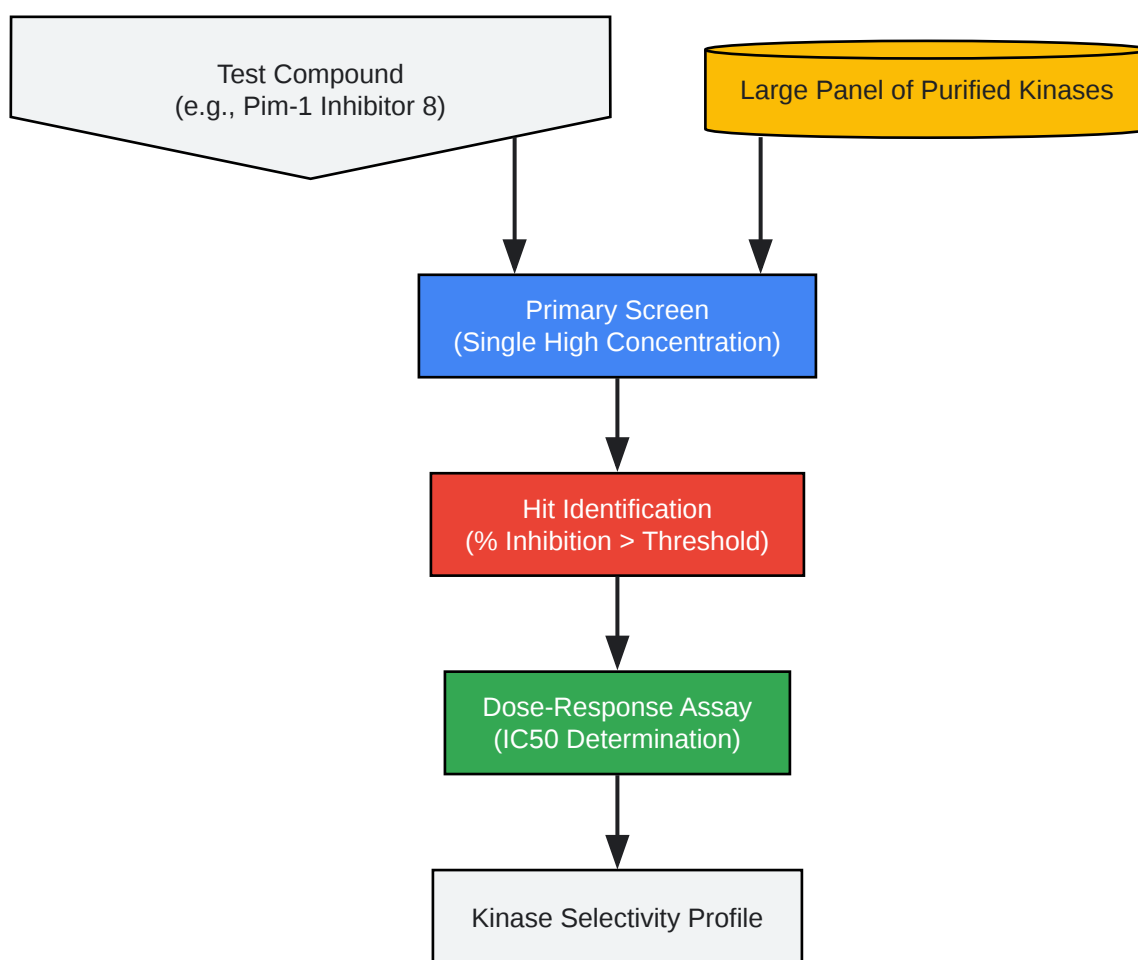 Test Compound
(e.g., Pim-1 Inhibitor 8)
Large Panel of Purified Kinases
Primary Screen
(Single High Concentration)
Hit Identification
(% Inhibition > Threshold)
Dose-Response Assay
(IC50 Determination)
Kinase Selectivity Profile